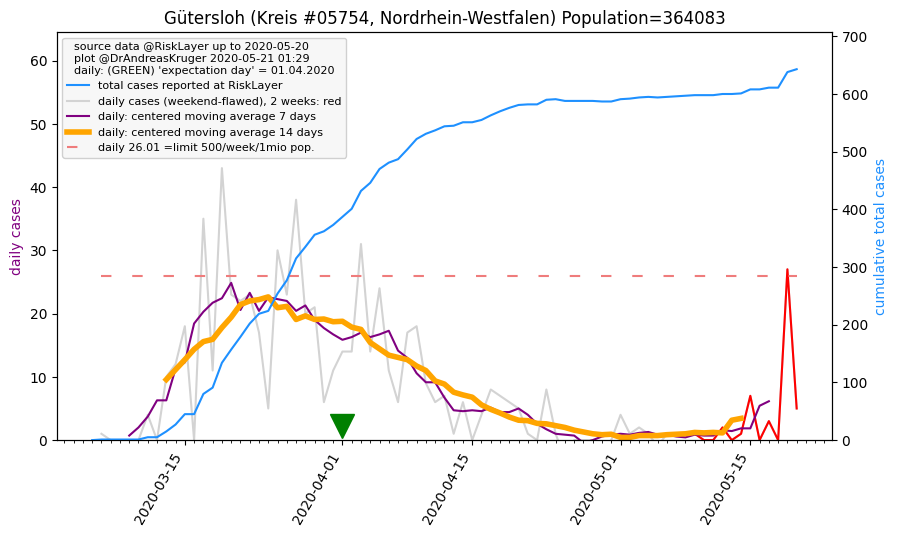 Gütersloh (Kreis #05754, Nordrhein-Westfalen) Population=364083
source data @RiskLayer up to 2020-05-20
plot @DrAndreasKruger 2020-05-21 01:29
daily: (GREEN) 'expectation day' = 01.04.2020
total cases reported at RiskLayer
daily cases (weekend-flawed), 2 weeks: red
daily: centered moving average 7 days
daily: centered moving average 14 days
daily 26.01 =limit 500/week/1mio pop.
daily cases
60
50
40
30
20
10
0
cumulative total cases
700
600
500
400
300
200
100
0
2020-03-15
2020-04-01
2020-04-15
2020-05-01
2020-05-15